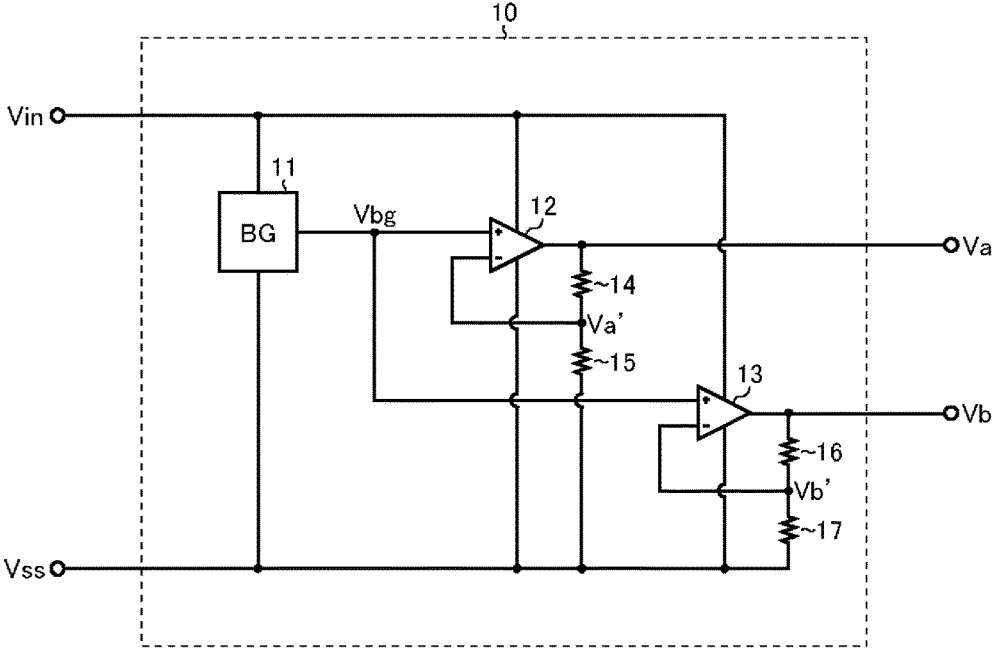 10
Vin
11
BG
Vbg
12
+
-
Va
~14
Va'
~15
13
+
-
Vb
~16
Vb'
~17
Vss